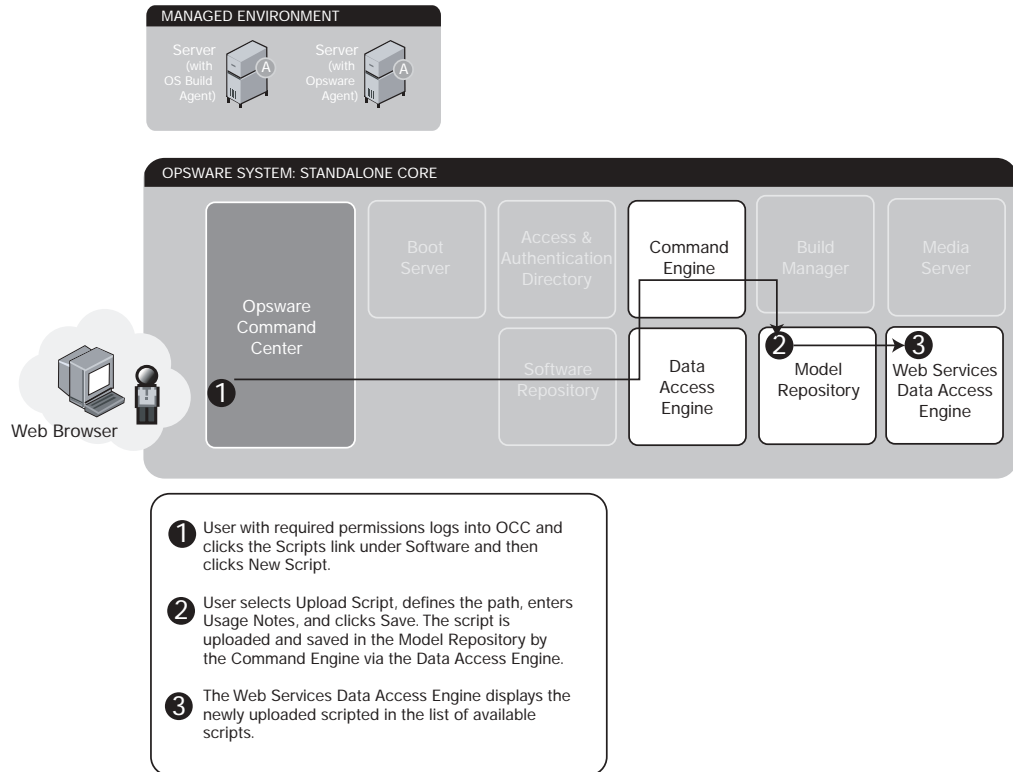 MANAGED ENVIRONMENT
Server
(with
OS Build
Agent)
A
Server
(with
Opsware
Agent)
A
OPSWARE SYSTEM: STANDALONE CORE
Opsware
Command
Center
Boot
Server
Access &
Authentication
Directory
Command
Engine
Build
Manager
Media
Server
Software
Repository
Data
Access
Engine
2
Model
Repository
3
Web Services
Data Access
Engine
1
Web Browser
1 User with required permissions logs into OCC and
clicks the Scripts link under Software and then
clicks New Script.
2 User selects Upload Script, defines the path, enters
Usage Notes, and clicks Save. The script is
uploaded and saved in the Model Repository by
the Command Engine via the Data Access Engine.
3 The Web Services Data Access Engine displays the
newly uploaded scripted in the list of available
scripts.